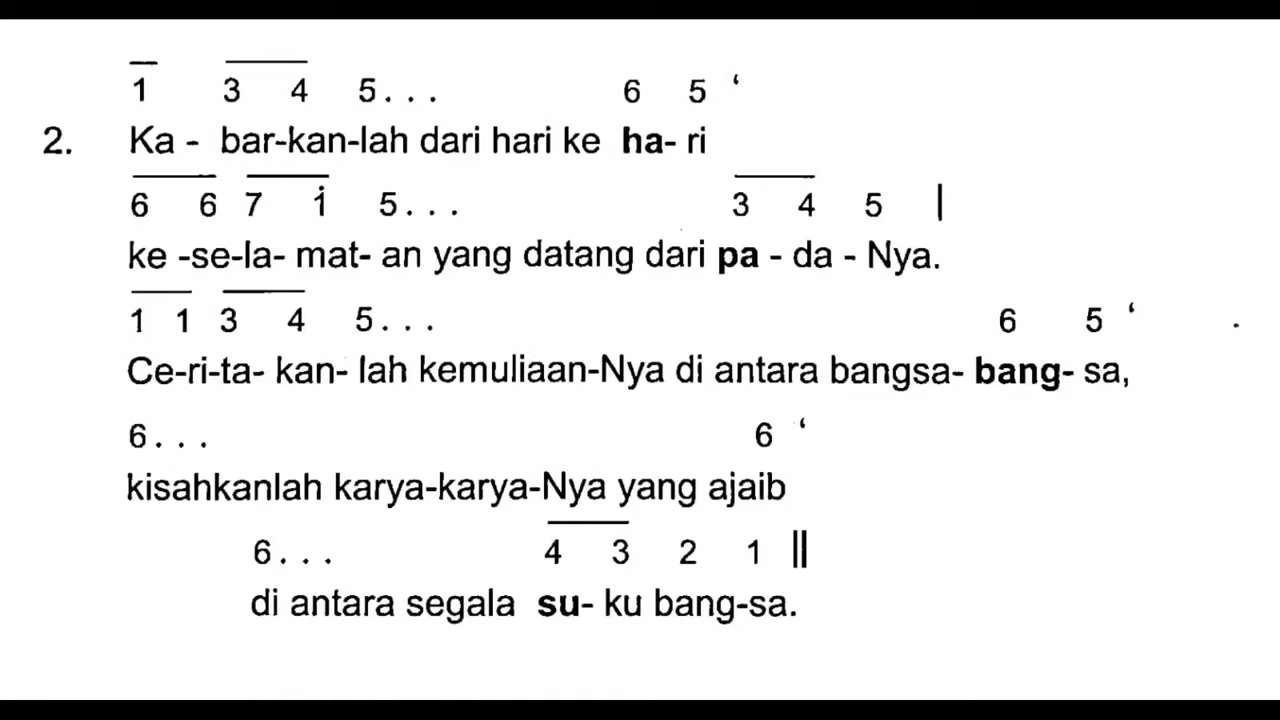 1 3 4 5... 6 5 ‘
2. Ka - bar-kan-lah dari hari ke ha- ri
6 6 7 1̇ 5... 3 4 5 |
ke -se-la- mat- an yang datang dari pa - da - Nya.
1 1 3 4 5... 6 5 ‘
Ce-ri-ta- kan- lah kemuliaan-Nya di antara bangsa- bang- sa,
6... 6 ‘
kisahkanlah karya-karya-Nya yang ajaib
6... 4 3 2 1 ||
di antara segala su- ku bang-sa.